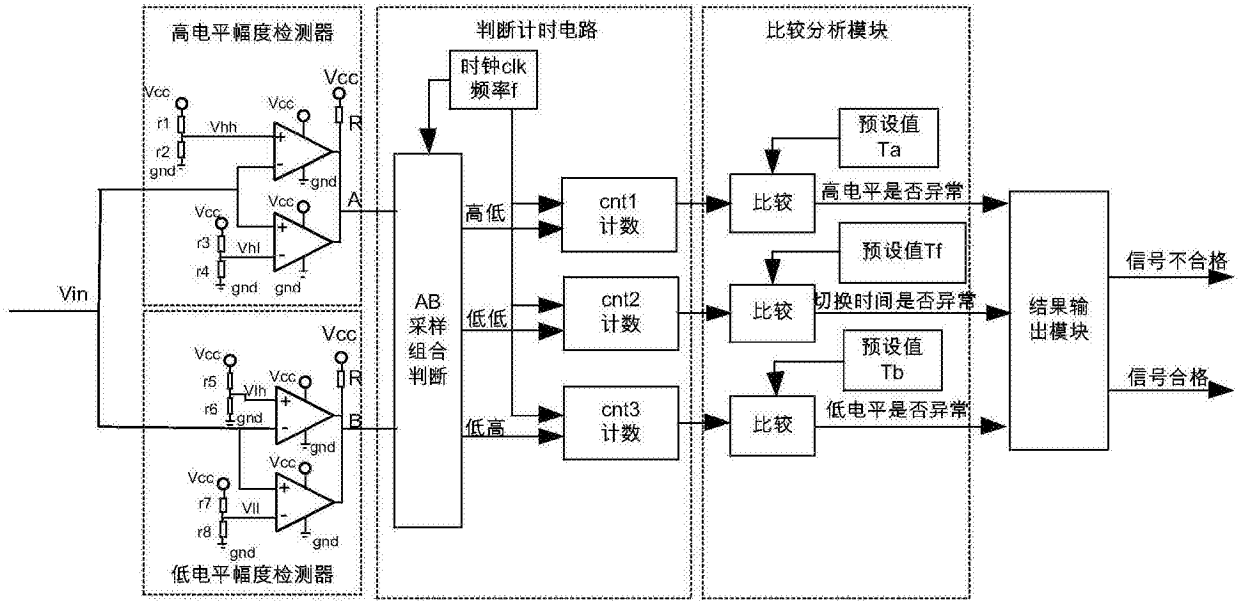 高电平幅度检测器
判断计时电路
比较分析模块
Vcc
r1
r2
gnd
Vhh
Vcc
+
-
gnd
Vcc
R
A
Vcc
r3
r4
gnd
Vhl
Vcc
+
-
gnd
Vin
Vcc
r5
r6
gnd
Vlh
Vcc
+
-
gnd
Vcc
R
B
Vcc
r7
r8
gnd
Vll
Vcc
+
-
gnd
低电平幅度检测器
时钟clk
频率f
AB
采样
组合
判断
高低
低低
低高
cnt1
计数
cnt2
计数
cnt3
计数
预设值
Ta
比较
高电平是否异常
预设值Tf
比较
切换时间是否异常
预设值
Tb
比较
低电平是否异常
结果输
出模块
信号不合格
信号合格